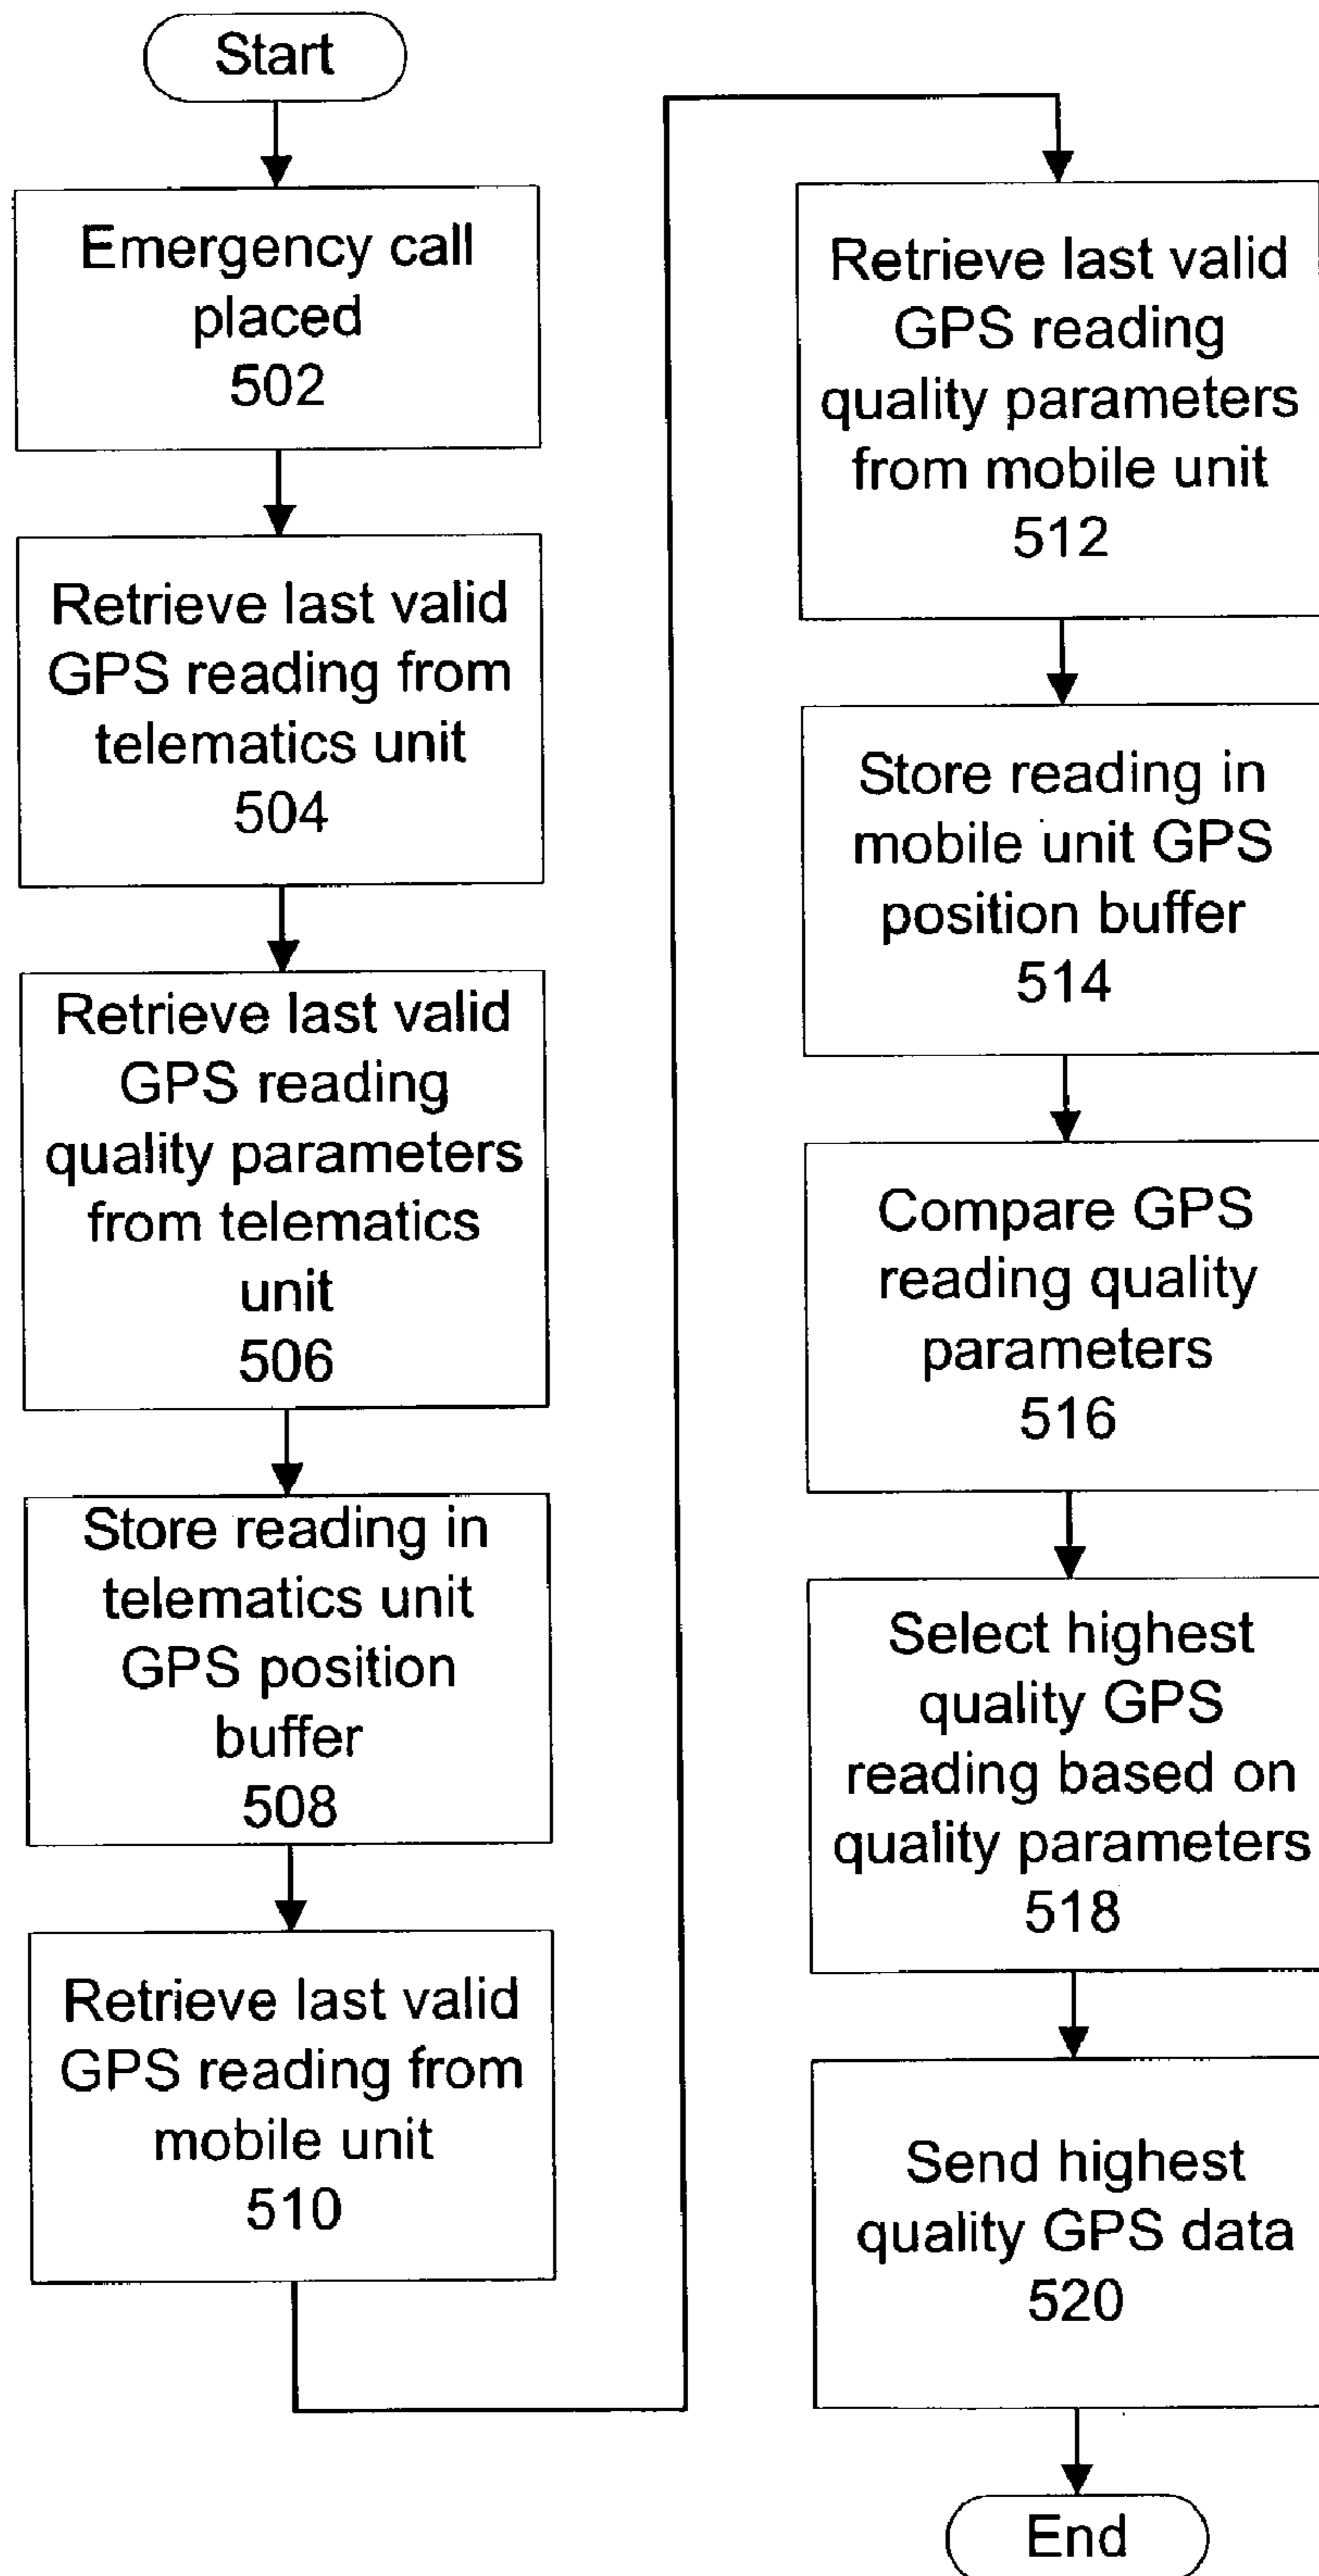 Start
Emergency call
placed
502
Retrieve last valid
GPS reading from
telematics unit
504
Retrieve last valid
GPS reading
quality parameters
from telematics
unit
506
Store reading in
telematics unit
GPS position
buffer
508
Retrieve last valid
GPS reading from
mobile unit
510
Retrieve last valid
GPS reading
quality parameters
from mobile unit
512
Store reading in
mobile unit GPS
position buffer
514
Compare GPS
reading quality
parameters
516
Select highest
quality GPS
reading based on
quality parameters
518
Send highest
quality GPS data
520
End